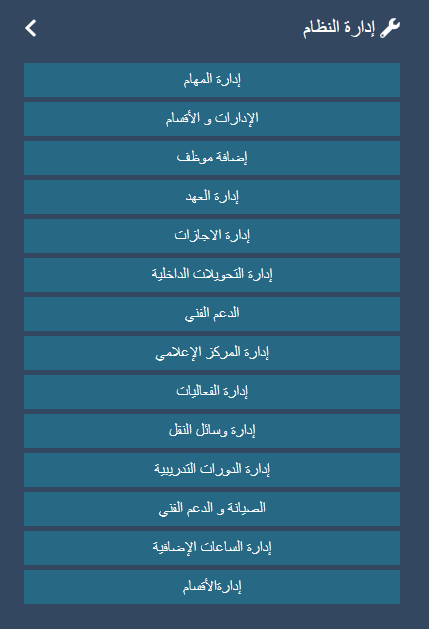 إدارة النظام
إدارة المهام
الإدارات و الأقسام
إضافة موظف
إدارة العهد
إدارة الاجازات
إدارة التحويلات الداخلية
الدعم الفني
إدارة المركز الإعلامي
إدارة الفعاليات
إدارة وسائل النقل
إدارة الدورات التدريبية
الصيانة و الدعم الفني
إدارة الساعات الإضافية
إدارةالأقسام